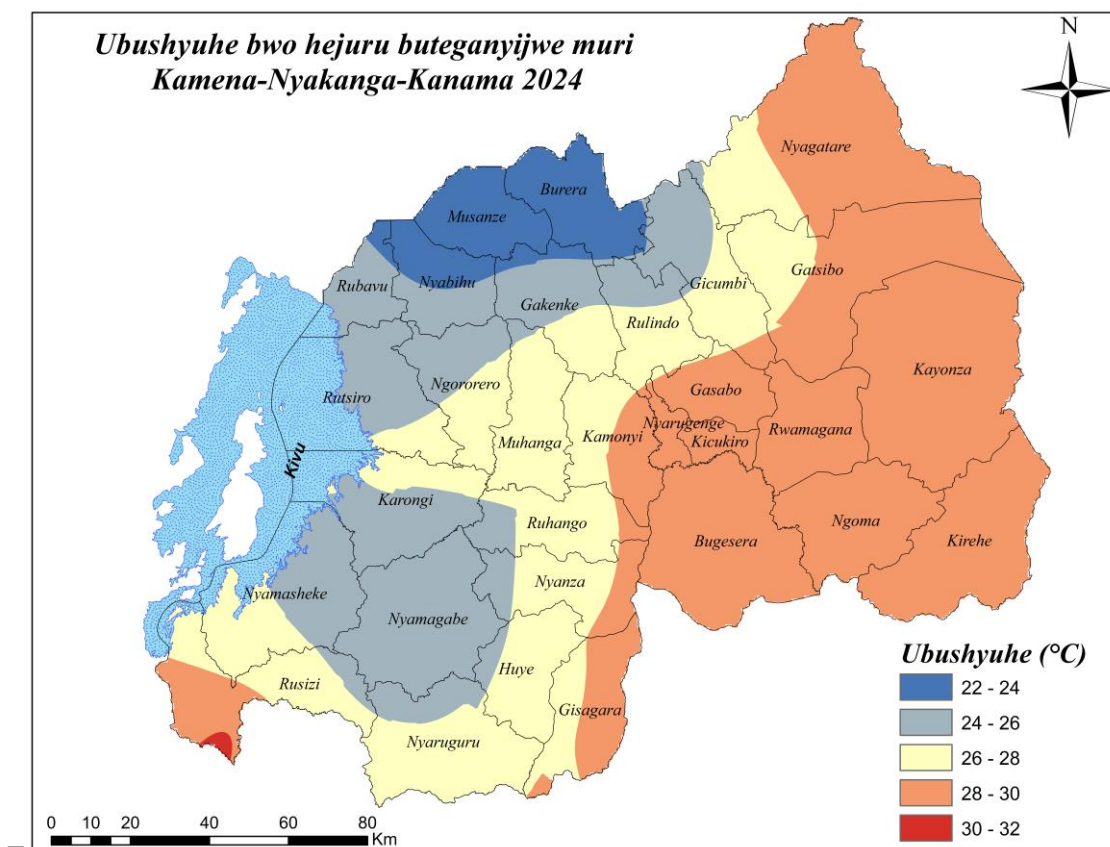 Ubushyuhe bwo hejuru buteganyijwe muri
Kamena-Nyakanga-Kanama 2024
N
Nyagatare
Burera
Musanze
Rubavu
Nyabihu
Gakenke
Gicumbi
Gatsibo
Rulindo
Ngororero
Rutsiro
Gasabo
Kayonza
Nyarugenge
Kicukiro
Rwamagana
Muhanga
Kamonyi
Kivu
Karongi
Ruhango
Bugesera
Ngoma
Kirehe
Nyanza
Nyamasheke
Nyamagabe
Huye
Rusizi
Gisagara
Nyaruguru
Ubushyuhe (°C)
22 - 24
24 - 26
26 - 28
28 - 30
30 - 32
0 10 20 40 60 80
Km